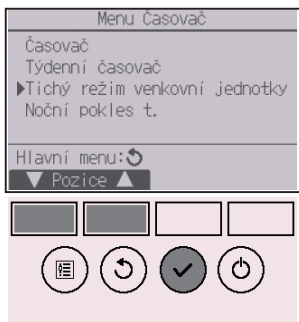 Menu Časovač
Časovač
Týdenní časovač
▶Tichý režim venkovní jednotky
Noční pokles t.
Hlavní menu:
▼ Pozice ▲